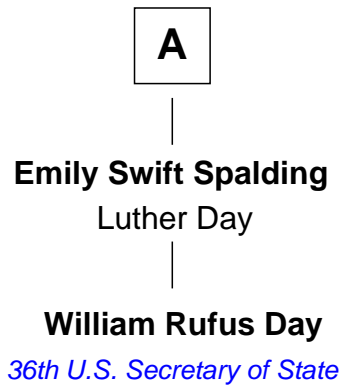 A
Emily Swift Spalding
Luther Day
William Rufus Day
36th U.S. Secretary of State